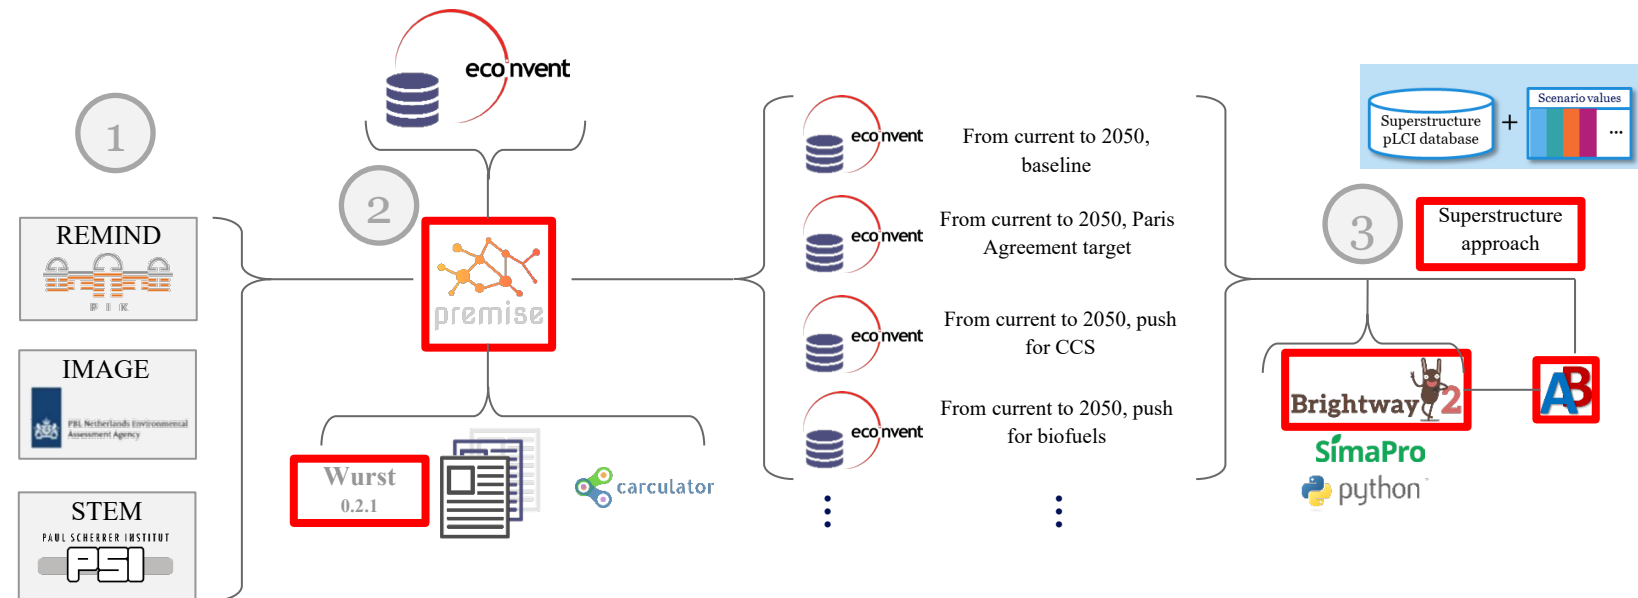 1
REMIND
P I K
IMAGE
PBL Netherlands Environmental
Assessment Agency
STEM
PAUL SCHERRER INSTITUT
PSI
ecoinvent
2
premise
Wurst
0.2.1
carculator
ecoinvent
From current to 2050,
baseline
ecoinvent
From current to 2050, Paris
Agreement target
ecoinvent
From current to 2050, push
for CCS
ecoinvent
From current to 2050, push
for biofuels
Superstructure
pLCI database
+
Scenario values
...
3
Superstructure
approach
Brightway2
AB
SimaPro
python